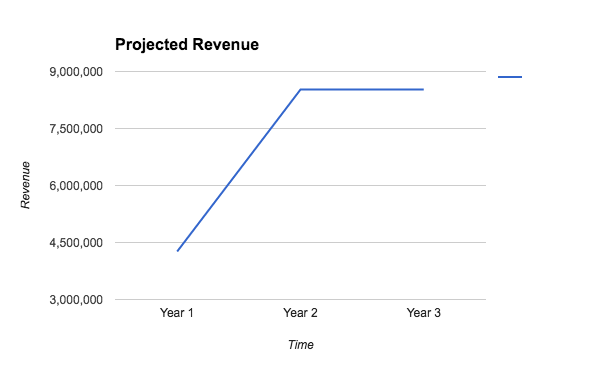 Projected Revenue
9,000,000
7,500,000
6,000,000
4,500,000
3,000,000
Revenue
Year 1 Year 2 Year 3
Time